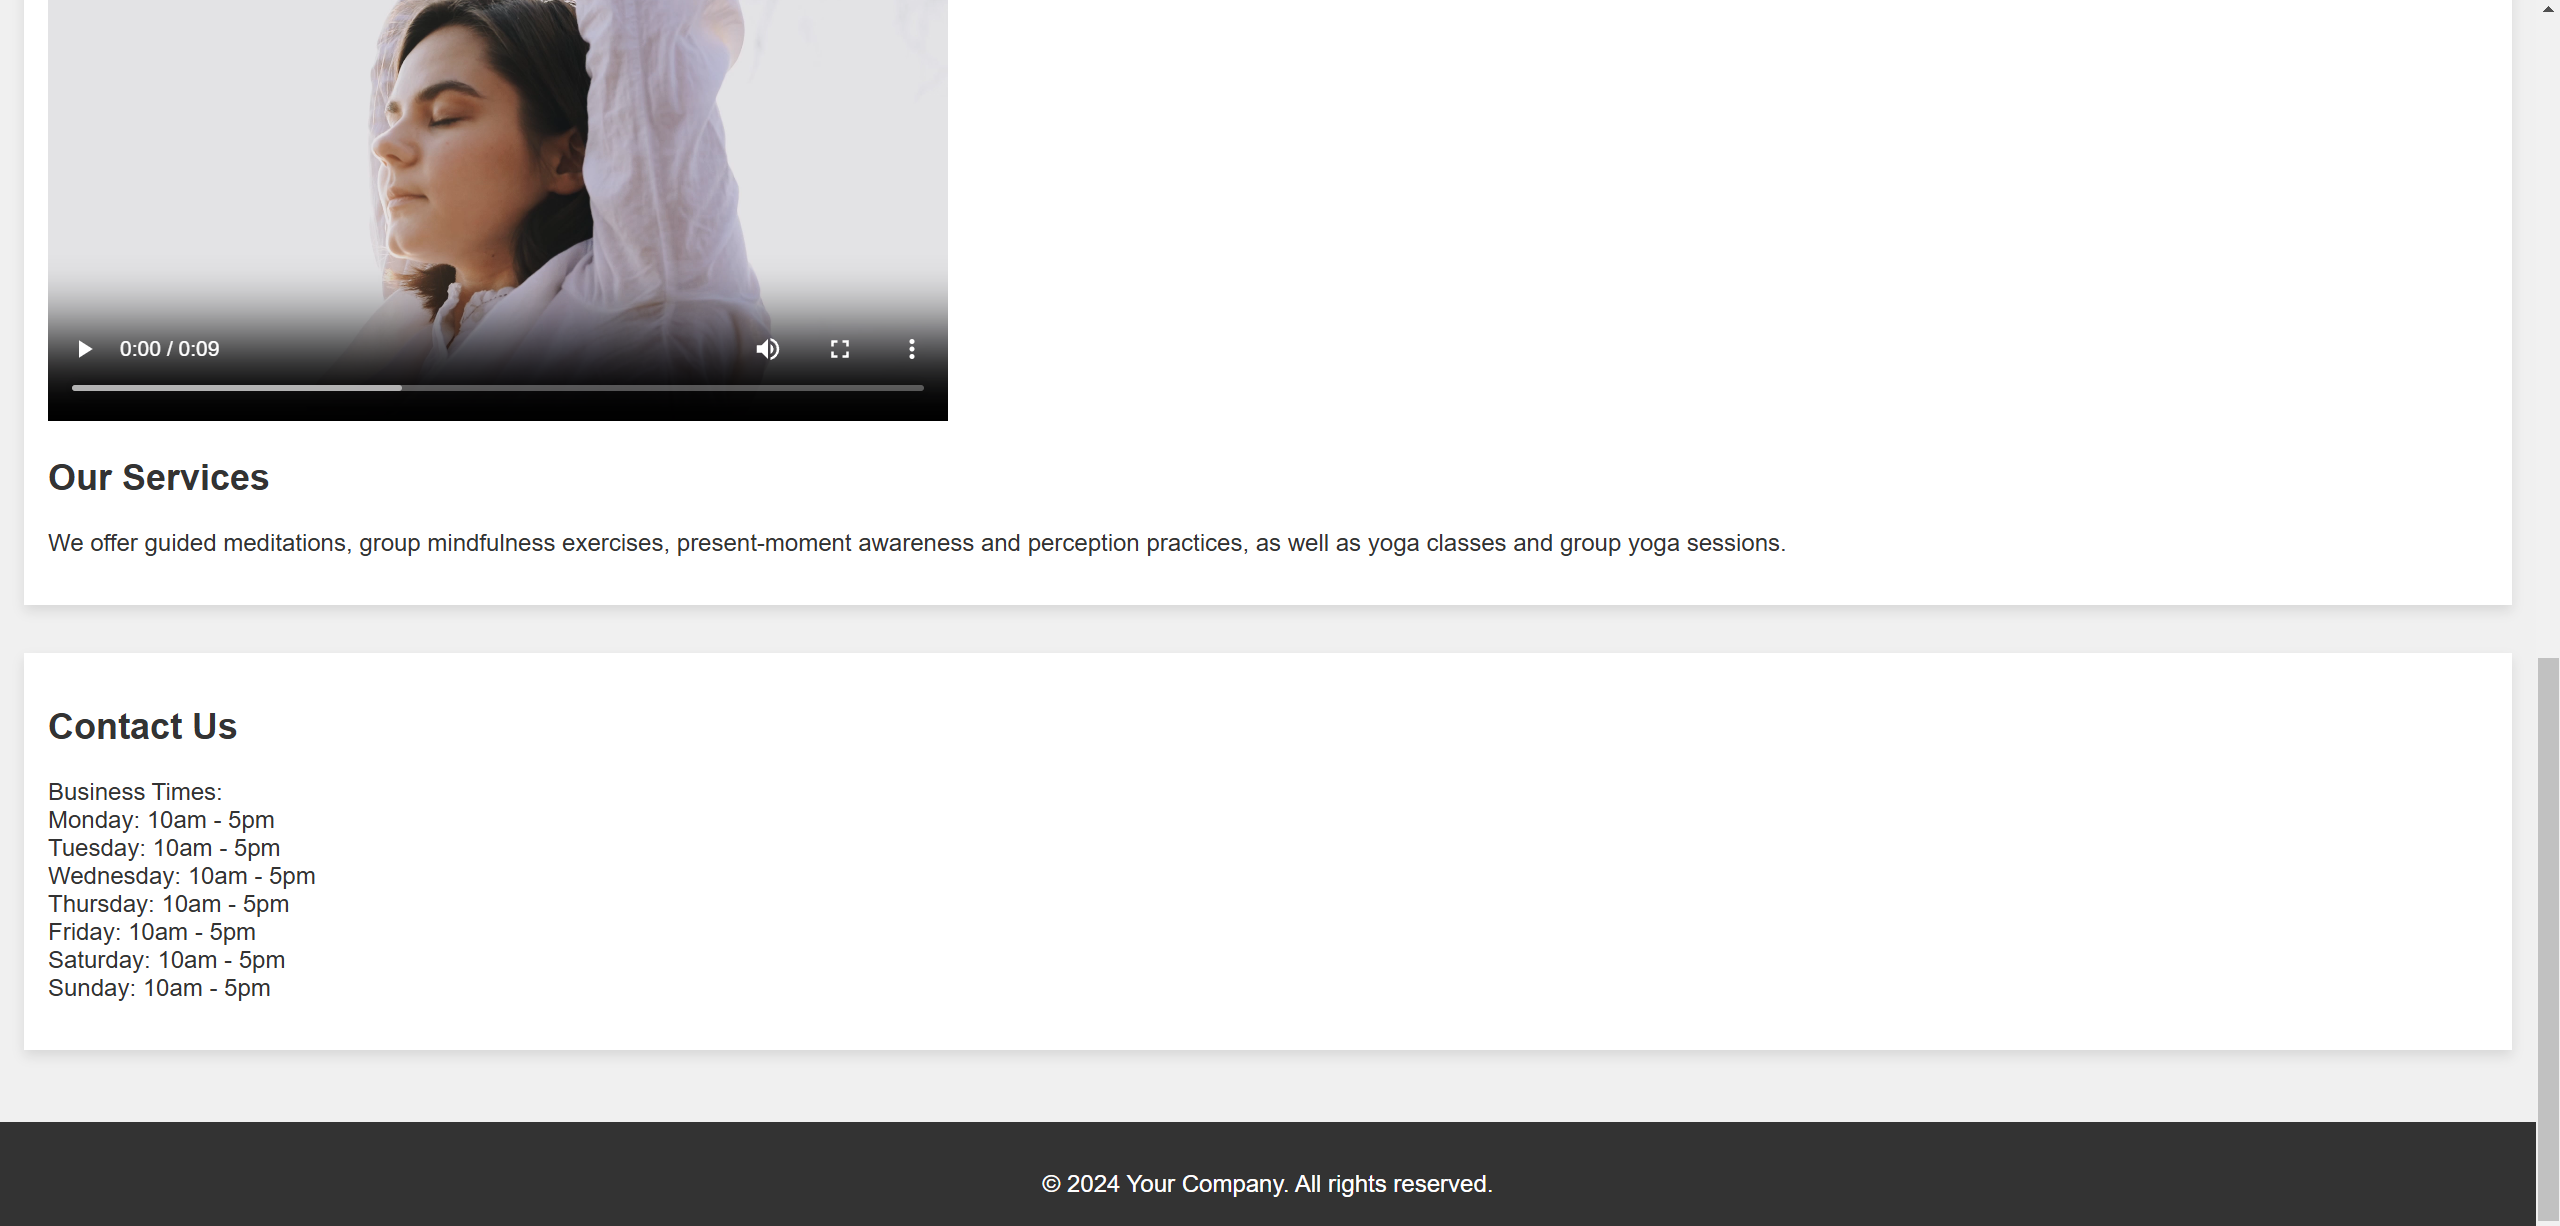 0:00 / 0:09
Our Services
We offer guided meditations, group mindfulness exercises, present-moment awareness and perception practices, as well as yoga classes and group yoga sessions.
Contact Us
Business Times:
Monday: 10am - 5pm
Tuesday: 10am - 5pm
Wednesday: 10am - 5pm
Thursday: 10am - 5pm
Friday: 10am - 5pm
Saturday: 10am - 5pm
Sunday: 10am - 5pm
© 2024 Your Company. All rights reserved.